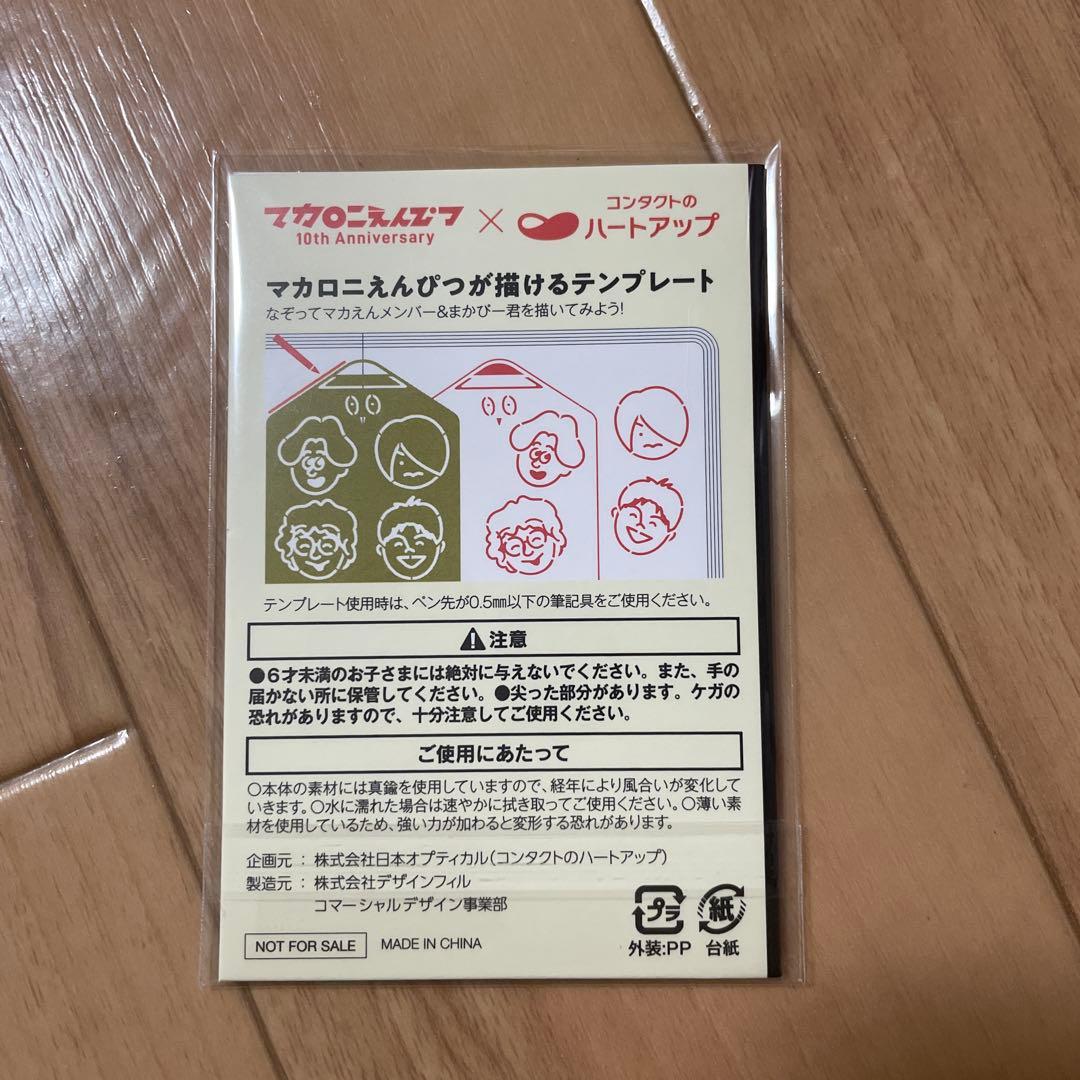 マカロニえんぴつ
10th Anniversary
×
コンタクトの
ハートアップ
マカロニえんぴつが描けるテンプレート
なぞってマカえんメンバー&まかぴー君を描いてみよう!
テンプレート使用時は、ペン先が0.5㎜以下の筆記具をご使用ください。
注意
●6才未満のお子さまには絶対に与えないでください。また、手の
届かない所に保管してください。●尖った部分があります。ケガの
恐れがありますので、十分注意してご使用ください。
ご使用にあたって
○本体の素材には真鍮を使用していますので、経年により風合いが変化して
いきます。○水に濡れた場合は速やかに拭き取ってご使用ください。○薄い素
材を使用しているため、強い力が加わると変形する恐れがあります。
企画元 : 株式会社日本オプティカル(コンタクトのハートアップ)
製造元 : 株式会社デザインフィル
コマーシャルデザイン事業部
プラ 紙
外装:PP 台紙
NOT FOR SALE MADE IN CHINA